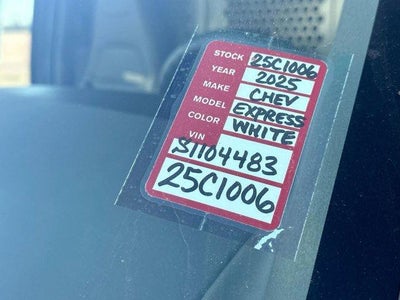 STOCK 25C1006
YEAR 2025
MAKE CHEV
MODEL EXPRESS
COLOR WHITE
VIN
S1104483
25C1006